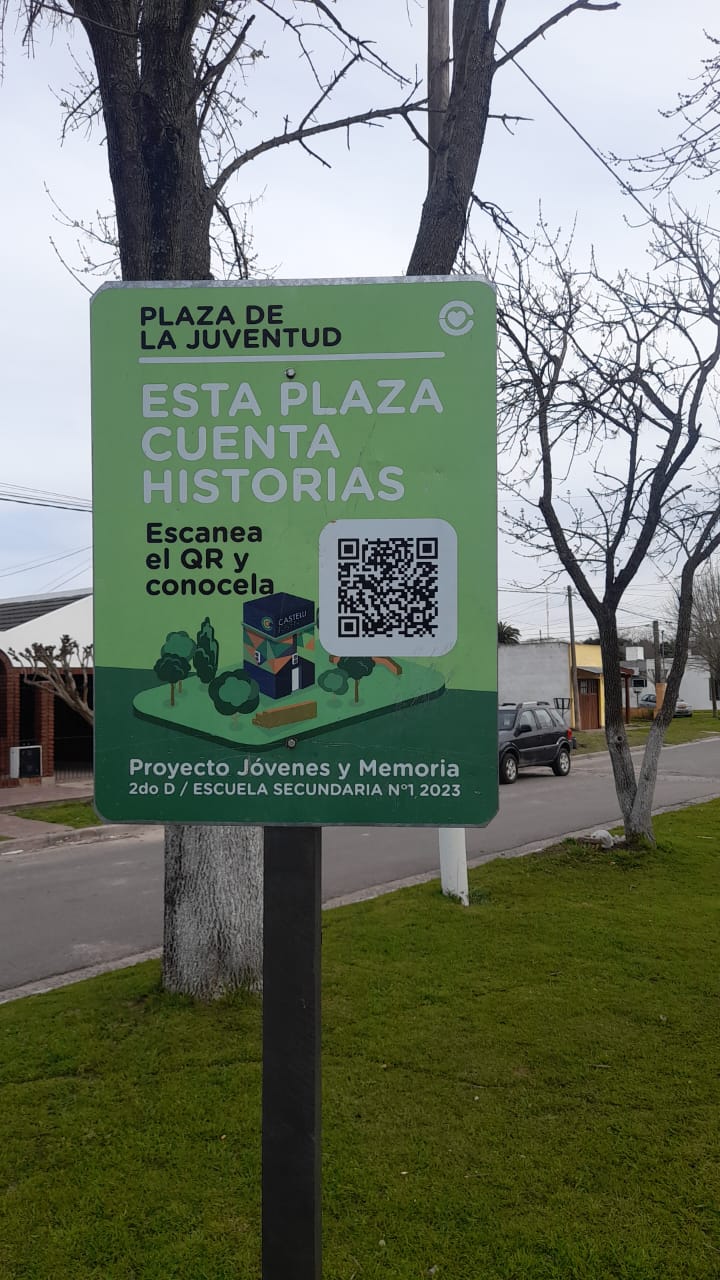 PLAZA DE
LA JUVENTUD
ESTA PLAZA
CUENTA
HISTORIAS
Escanea
el QR y
conocela
CASTELLI
Proyecto Jóvenes y Memoria
2do D / ESCUELA SECUNDARIA N°1 2023